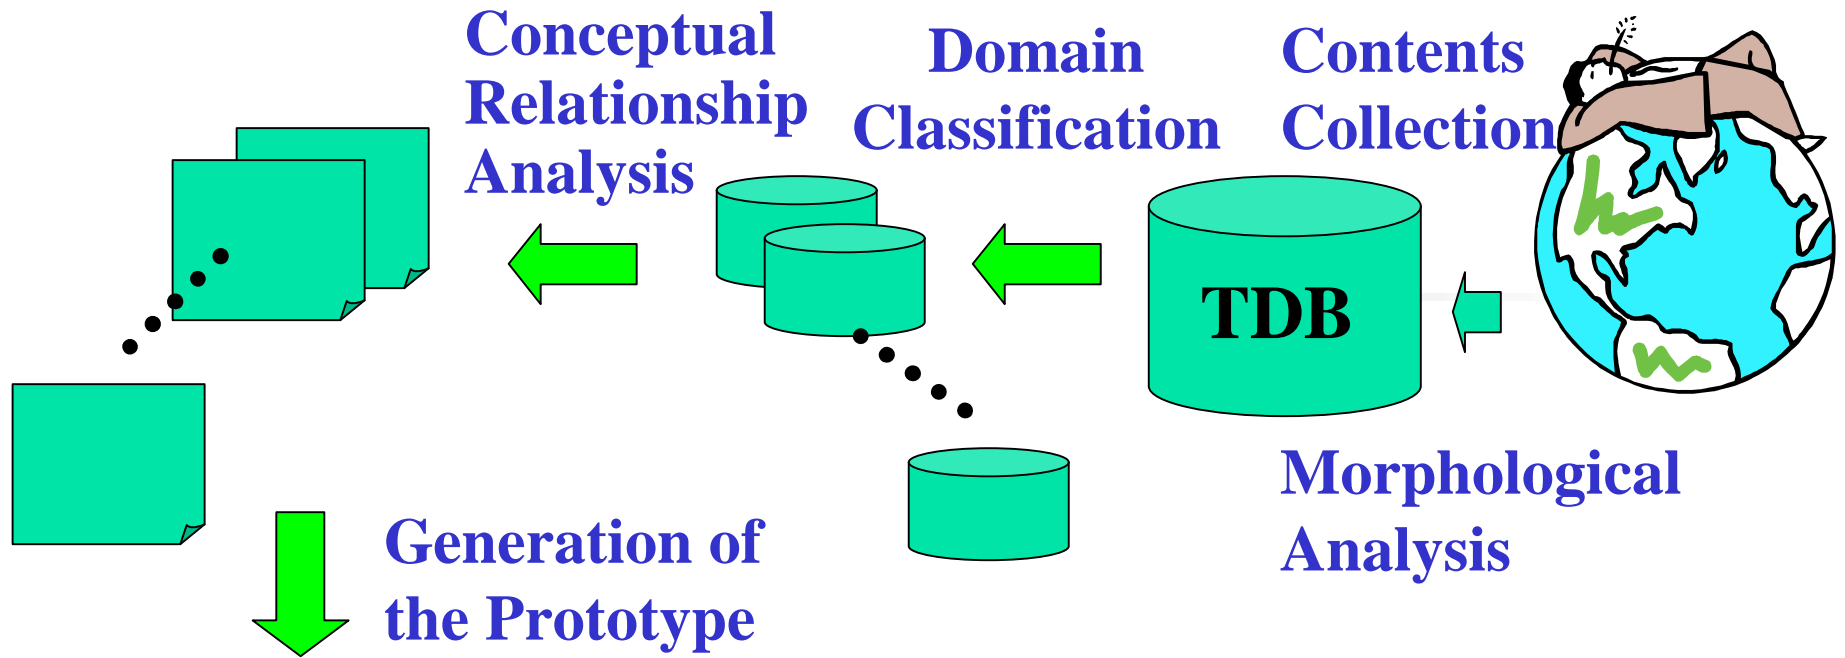 Conceptual
Relationship
Analysis
Domain
Classification
Contents
Collection
TDB
Morphological
Analysis
Generation of
the Prototype